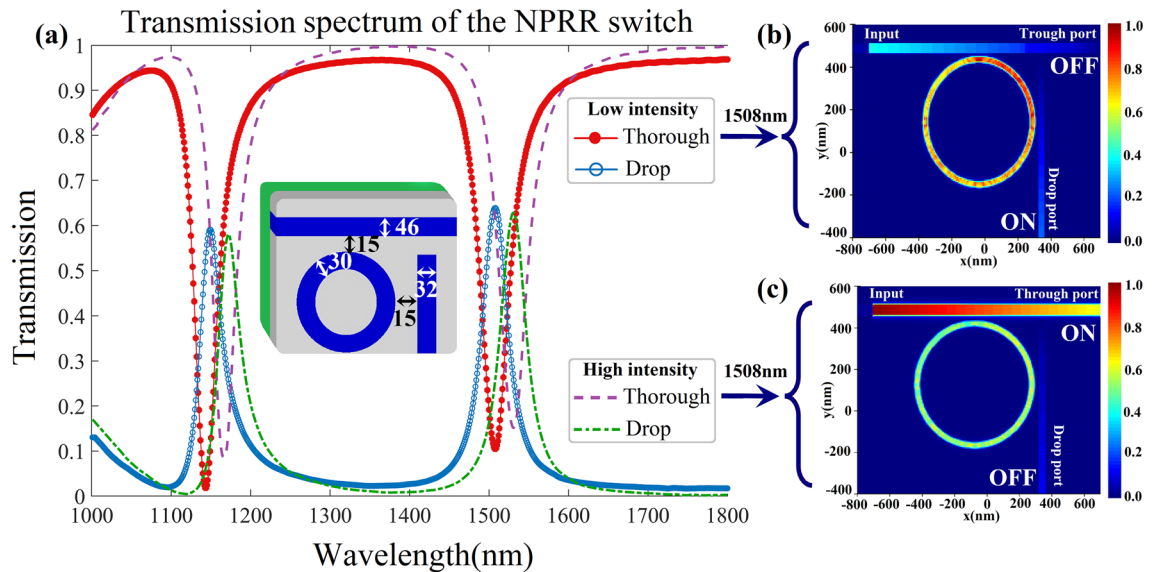 Transmission spectrum of the NPRR switch
(a)
Transmission
1
0.9
0.8
0.7
0.6
0.5
0.4
0.3
0.2
0.1
0
1000 1100 1200 1300 1400 1500 1600 1700 1800
Wavelength(nm)
46
15
30
32
15
Low intensity
Thorough
Drop
1508nm
High intensity
Thorough
Drop
1508nm
(b)
600
400
200
0
-200
-400
y(nm)
Input Trough port
OFF
ON
Drop port
-800 -600 -400 -200 0 200 400 600
x(nm)
1.0
0.8
0.6
0.4
0.2
0.0
(c)
600
400
200
0
-200
-400
y(nm)
Input Trough port
ON
OFF
Drop port
-800 -600 -400 -200 0 200 400 600
x(nm)
1.0
0.8
0.6
0.4
0.2
0.0